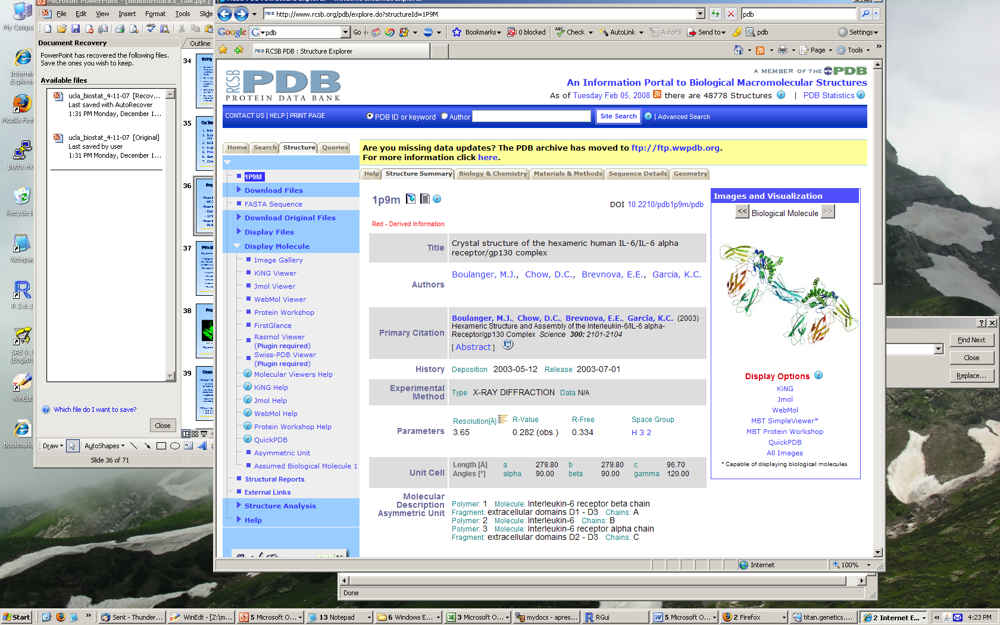 Microsoft PowerPoint - [Bioinformatics_talk.ppt]
File Edit View Insert Format Tools Slide
Document Recovery
PowerPoint has recovered the following files.
Save the ones you wish to keep.
Available files
ucla_biostat_4-11-07 [Recov...
Last saved with AutoRecover
1:31 PM Monday, December 1...
ucla_biostat_4-11-07 [Original]
Last saved by user
1:31 PM Monday, December 1...
Which file do I want to save?
Close
Outline
34
35
36
37
38
39
Draw AutoShapes
Slide 36 of 71
My Compu
Internet
Explorer
Mozilla Fire
putty.ex
Recycle B
Notepad
R 2.6.1
SAS 9.1
(English
WinEdt
bookmarks
http://www.rcsb.org/pdb/explore.do?structureId=1P9M
pdb
Google pdb Go Bookmarks 0 blocked Check AutoLink AutoFill Send to pdb Settings
RCSB PDB : Structure Explorer
Page Tools
RCSB PDB
PROTEIN DATA BANK
A MEMBER OF THE PDB
An Information Portal to Biological Macromolecular Structures
As of Tuesday Feb 05, 2008 there are 48778 Structures | PDB Statistics
CONTACT US | HELP | PRINT PAGE
PDB ID or keyword Author Site Search | Advanced Search
Home Search Structure Queries
Are you missing data updates? The PDB archive has moved to ftp://ftp.wwpdb.org.
For more information click here.
1P9M
Download Files
FASTA Sequence
Download Original Files
Display Files
Display Molecule
Image Gallery
KiNG Viewer
Jmol Viewer
WebMol Viewer
Protein Workshop
FirstGlance
Rasmol Viewer
(Plugin required)
Swiss-PDB Viewer
(Plugin required)
Molecular Viewers Help
KiNG Help
Jmol Help
WebMol Help
Protein Workshop Help
QuickPDB
Asymmetric Unit
Assumed Biological Molecule 1
Structural Reports
External Links
Structure Analysis
Help
Help Structure Summary Biology & Chemistry Materials & Methods Sequence Details Geometry
1p9m
DOI 10.2210/pdb1p9m/pdb
Red - Derived Information
Title Crystal structure of the hexameric human IL-6/IL-6 alpha
receptor/gp130 complex
Authors Boulanger, M.J., Chow, D.C., Brevnova, E.E., Garcia, K.C.
Primary Citation Boulanger, M.J., Chow, D.C., Brevnova, E.E., Garcia, K.C. (2003)
Hexameric Structure and Assembly of the Interleukin-6/IL-6 alpha-
Receptor/gp130 Complex Science 300: 2101-2104
[ Abstract ]
History Deposition 2003-05-12 Release 2003-07-01
Experimental
Method Type X-RAY DIFFRACTION Data N/A
Parameters Resolution[Å] R-Value R-Free Space Group
3.65 0.282 (obs.) 0.334 H 3 2
Unit Cell Length [Å] a 279.80 b 279.80 c 96.70
Angles [°] alpha 90.00 beta 90.00 gamma 120.00
Molecular
Description
Asymmetric Unit
Polymer: 1 Molecule: Interleukin-6 receptor beta chain
Fragment: extracellular domains D1 - D3 Chains: A
Polymer: 2 Molecule: Interleukin-6 Chains: B
Polymer: 3 Molecule: Interleukin-6 receptor alpha chain
Fragment: extracellular domains D2 - D3 Chains: C
Images and Visualization
<< Biological Molecule >>
Display Options
KiNG
Jmol
WebMol
MBT SimpleViewer*
MBT Protein Workshop
QuickPDB
All Images
* Capable of displaying biological molecules.
Internet 100%
Find Next
Close
Replace...
Done
Start Sent - Thunder... WinEdt - [Z:\m... 5 Microsoft O... 13 Notepad 6 Windows E... 3 Microsoft O... mydocs - apres... RGui 5 Microsoft O... 2 Firefox titan.genetics.... 2 Internet E... 4:23 PM